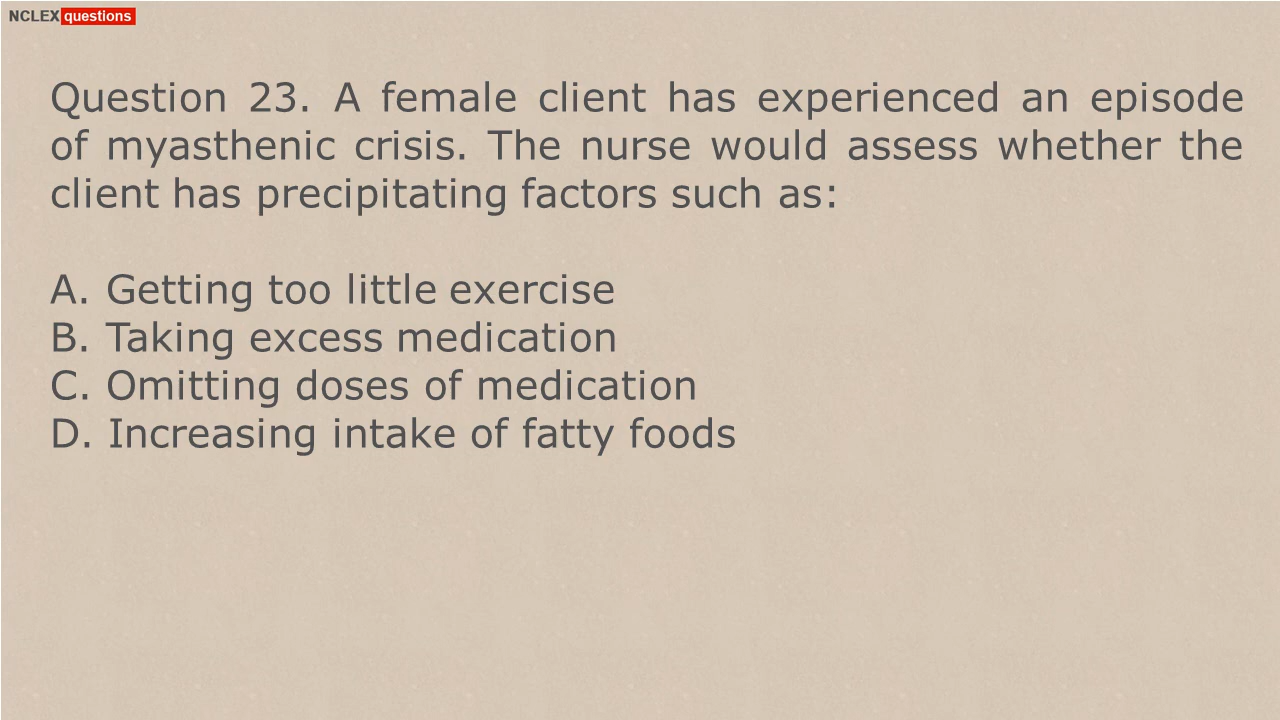 NCLEX questions
Question 23. A female client has experienced an episode
of myasthenic crisis. The nurse would assess whether the
client has precipitating factors such as:
A. Getting too little exercise
B. Taking excess medication
C. Omitting doses of medication
D. Increasing intake of fatty foods